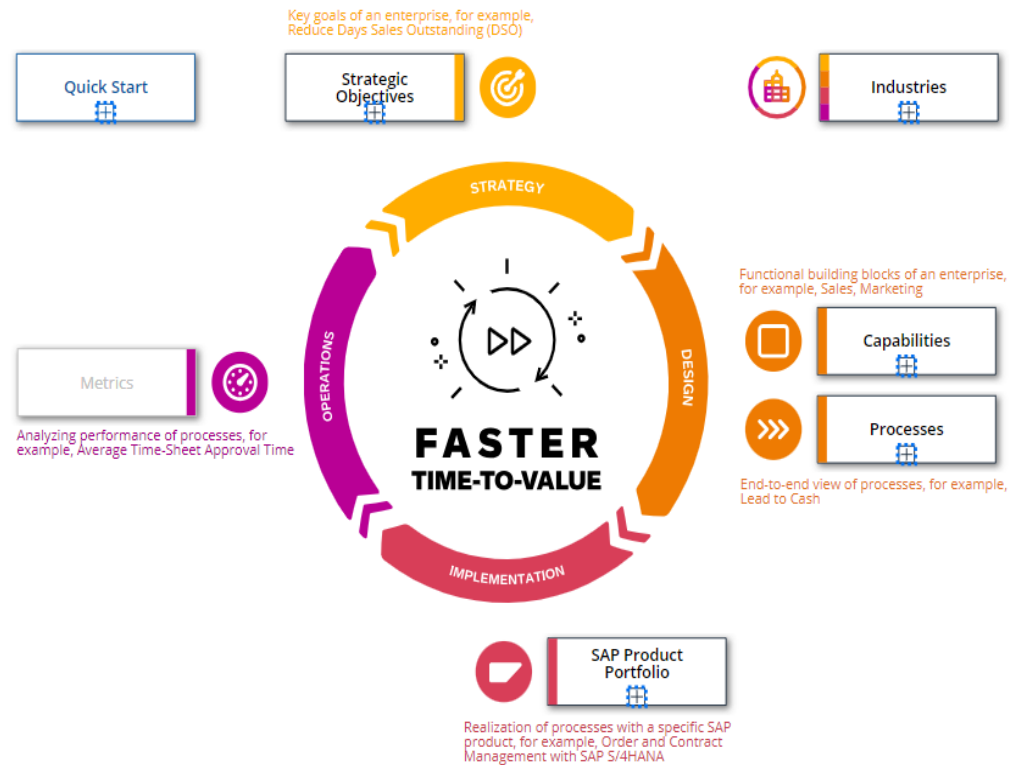 Key goals of an enterprise, for example,
Reduce Days Sales Outstanding (DSO)
Quick Start
Strategic
Objectives
Industries
STRATEGY
Functional building blocks of an enterprise,
for example, Sales, Marketing
Capabilities
OPERATIONS
DESIGN
Metrics
Analyzing performance of processes, for
example, Average Time-Sheet Approval Time
FASTER
TIME-TO-VALUE
Processes
End-to-end view of processes, for example,
Lead to Cash
IMPLEMENTATION
SAP Product
Portfolio
Realization of processes with a specific SAP
product, for example, Order and Contract
Management with SAP S/4HANA